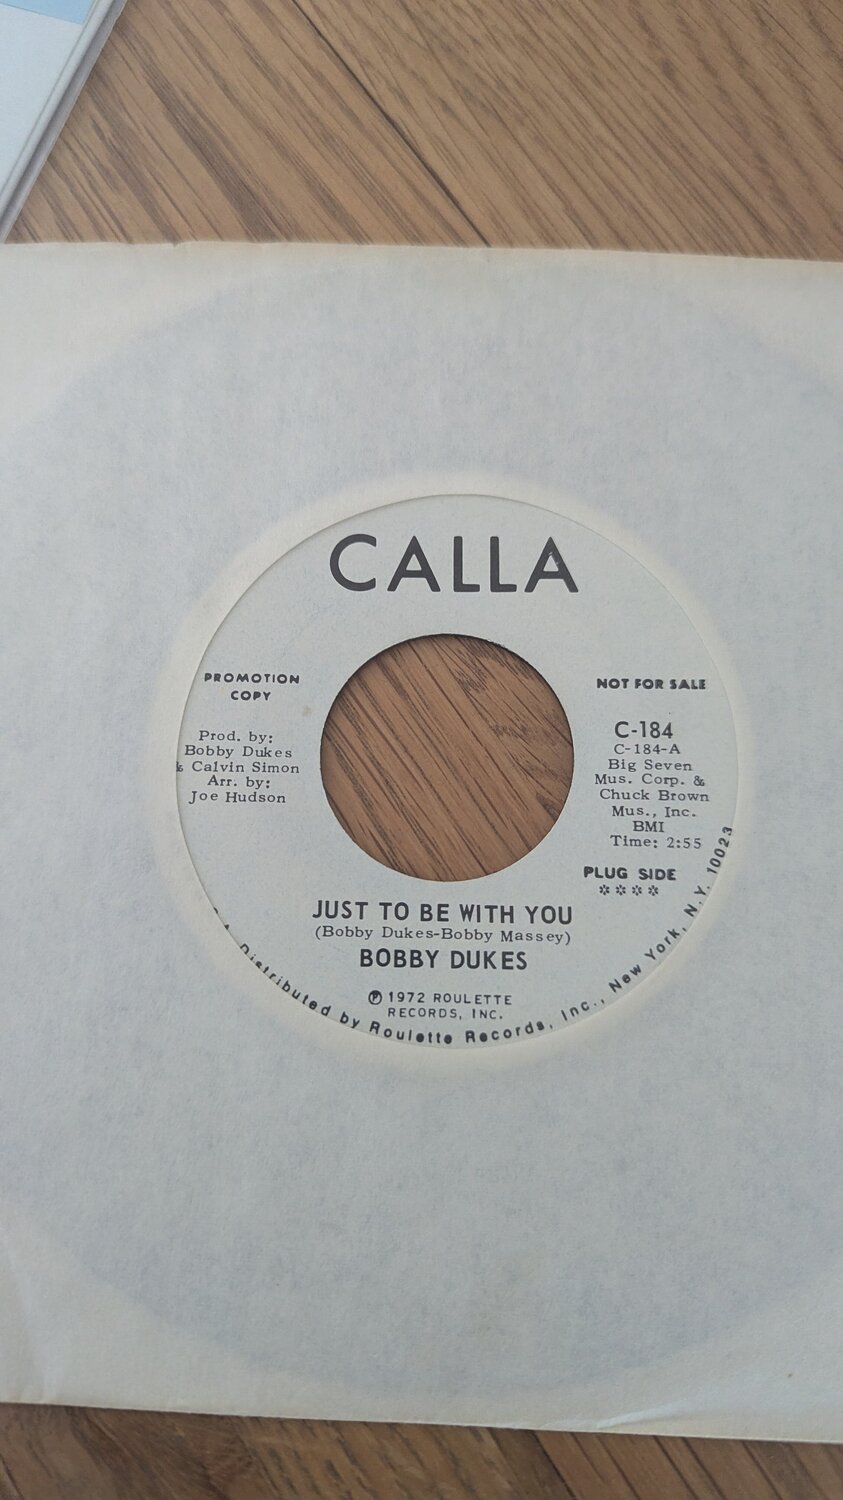 CALLA
PROMOTION
COPY
Prod. by:
Bobby Dukes
& Calvin Simon
Arr. by:
Joe Hudson
NOT FOR SALE
C-184
C-184-A
Big Seven
Mus. Corp. &
Chuck Brown
Mus., Inc.
BMI
Time: 2:55
PLUG SIDE
****
JUST TO BE WITH YOU
(Bobby Dukes-Bobby Massey)
BOBBY DUKES
℗ 1972 ROULETTE
RECORDS, INC.
Distributed by Roulette Records, Inc., New York, N.Y. 10023